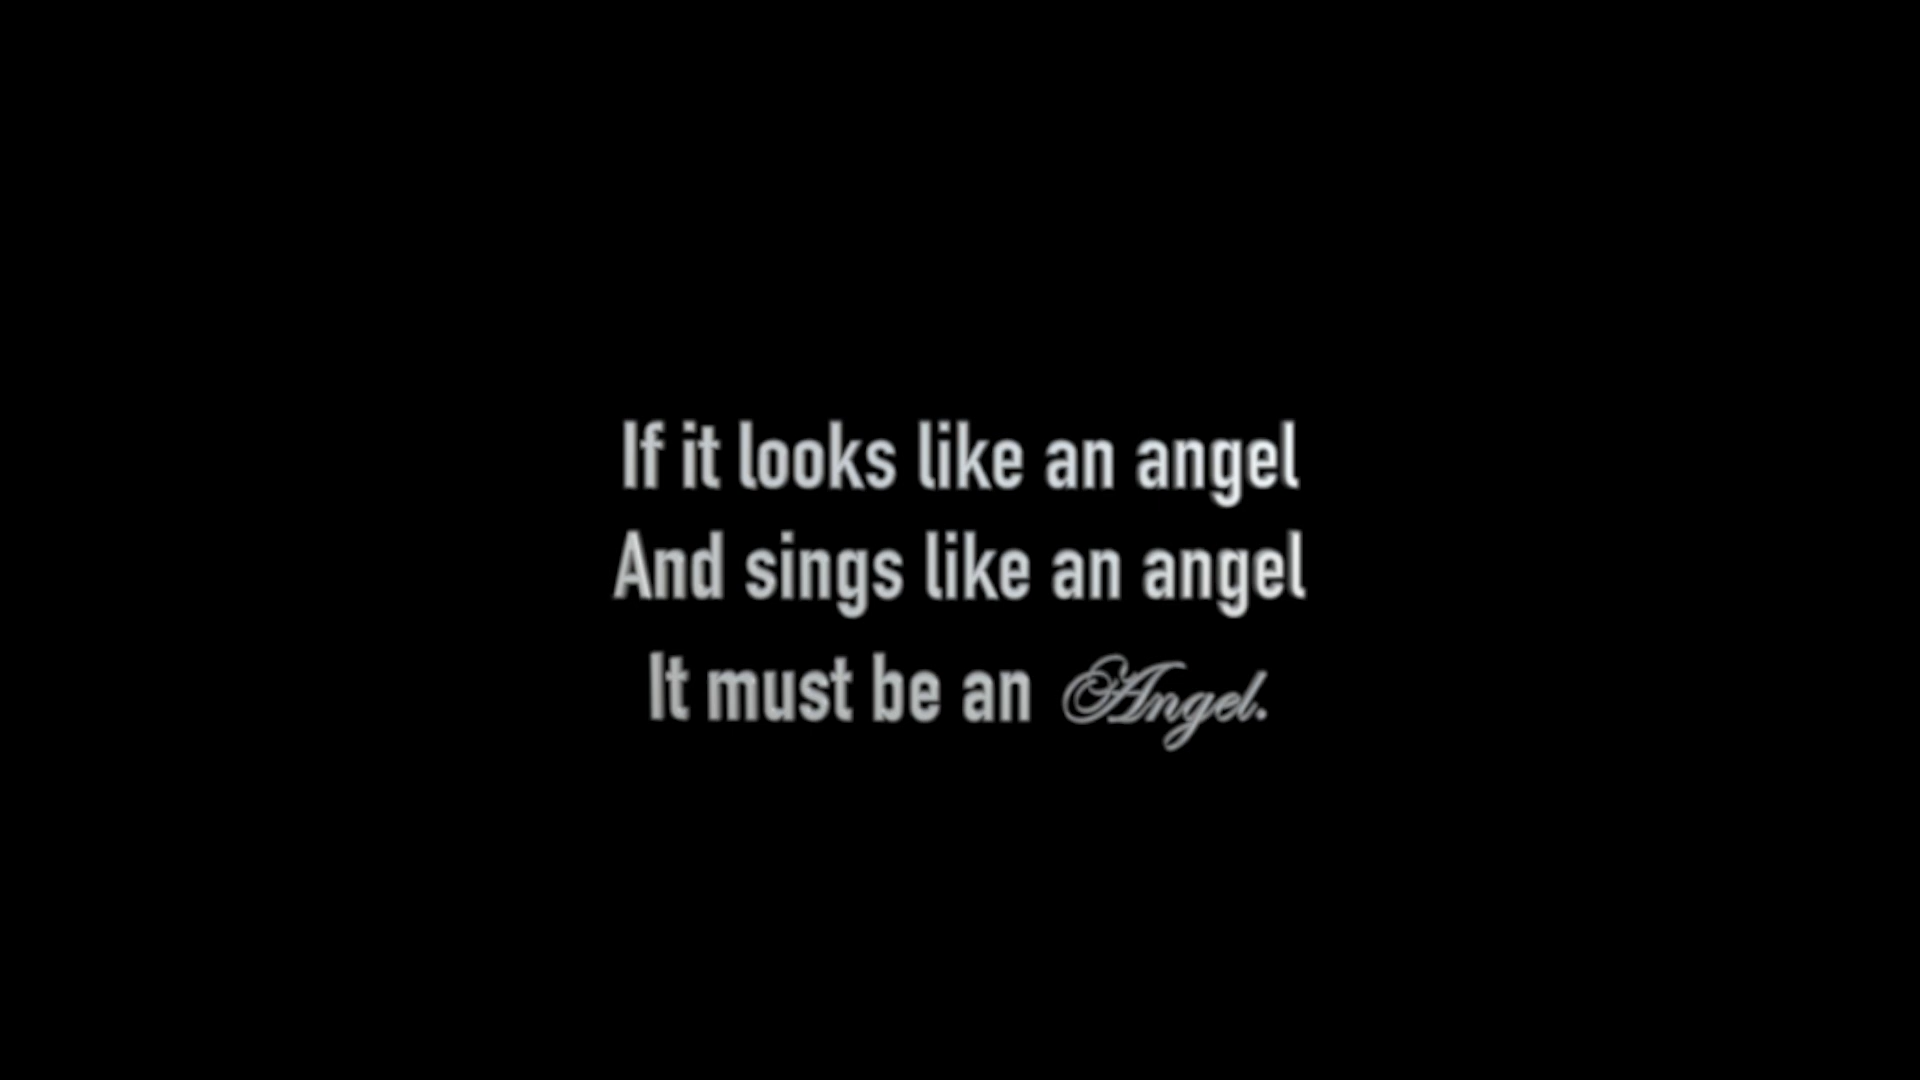 If it looks like an angel
And sings like an angel
It must be an Angel.